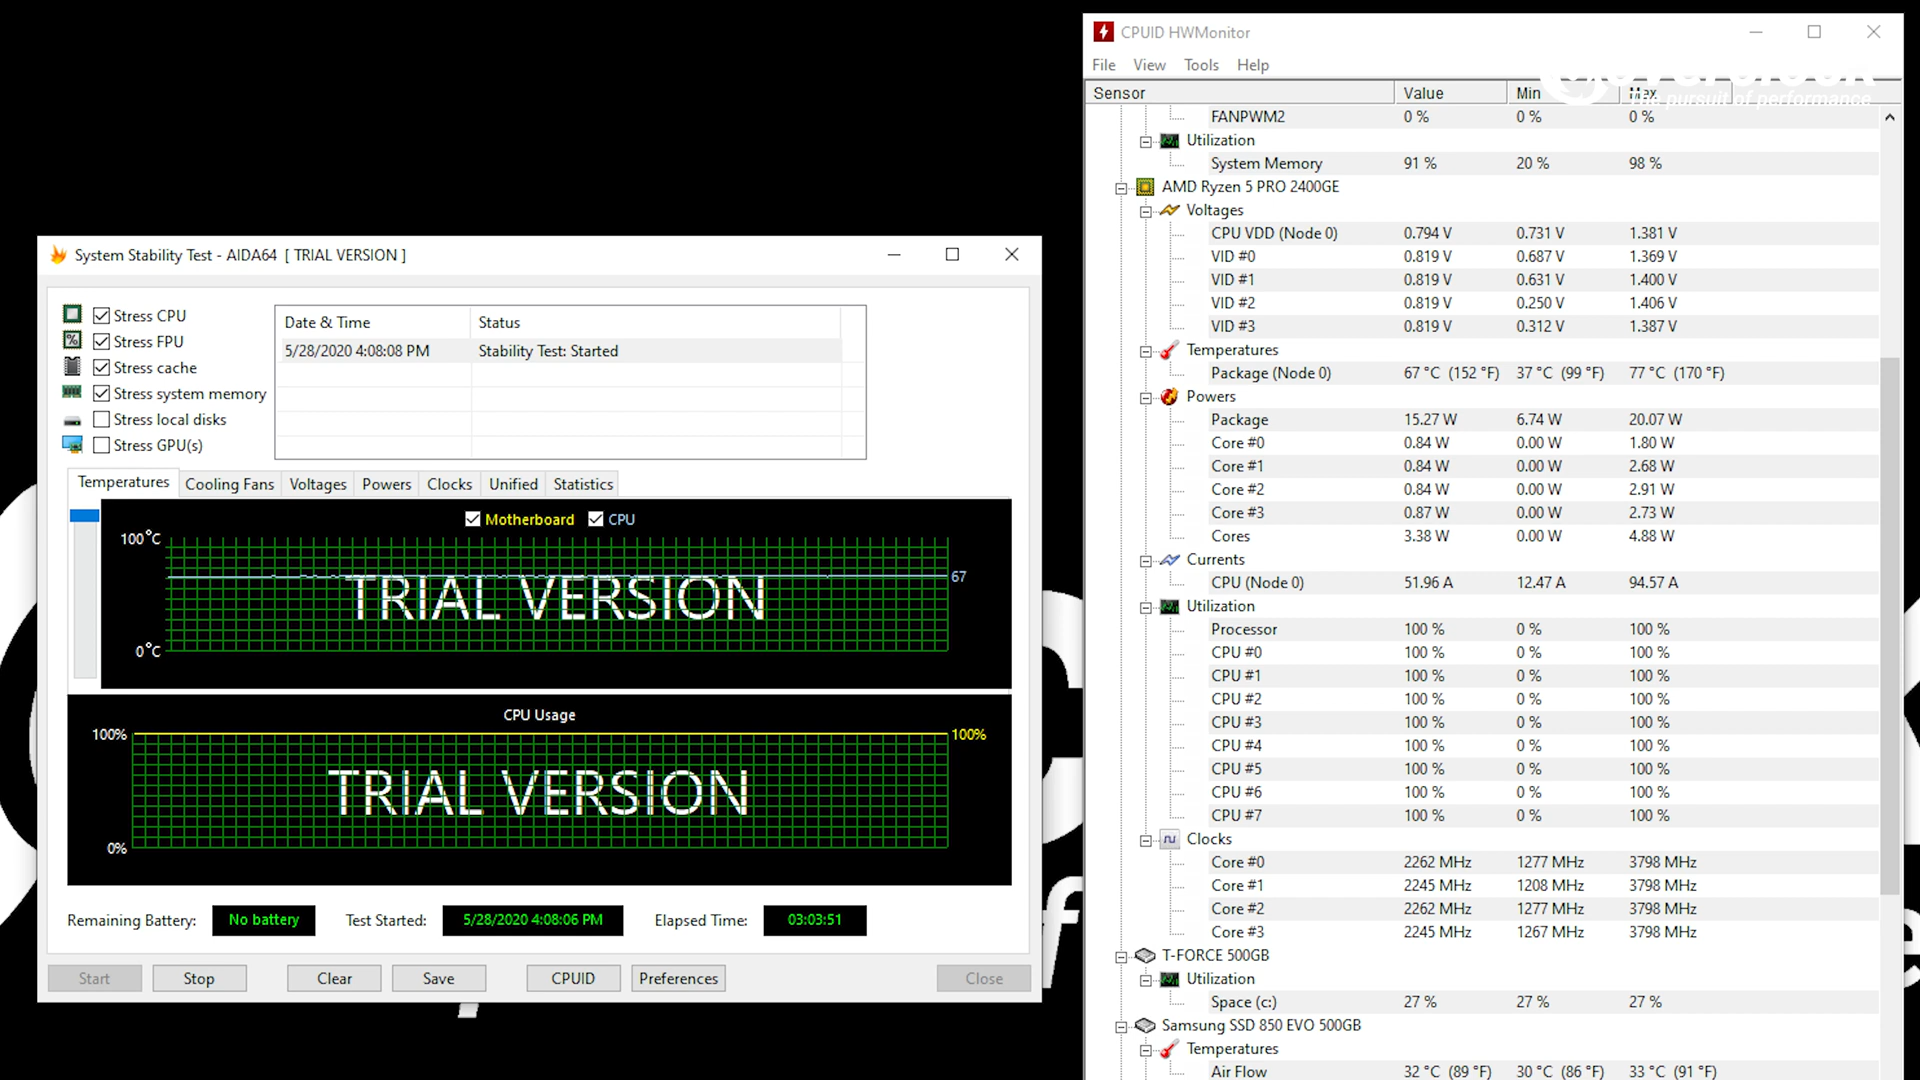 System Stability Test - AIDA64 [ TRIAL VERSION ]
Stress CPU
Stress FPU
Stress cache
Stress system memory
Stress local disks
Stress GPU(s)
Date & Time Status
5/28/2020 4:08:08 PM Stability Test: Started
Temperatures Cooling Fans Voltages Powers Clocks Unified Statistics
Motherboard CPU
100°C
67
TRIAL VERSION
0°C
CPU Usage
100% 100%
TRIAL VERSION
0%
Remaining Battery: No battery Test Started: 5/28/2020 4:08:06 PM Elapsed Time: 03:03:51
Start Stop Clear Save CPUID Preferences Close
CPUID HWMonitor
File View Tools Help
The pursuit of performance
Sensor Value Min Max
FANPWM2 0 % 0 % 0 %
Utilization
System Memory 91 % 20 % 98 %
AMD Ryzen 5 PRO 2400GE
Voltages
CPU VDD (Node 0) 0.794 V 0.731 V 1.381 V
VID #0 0.819 V 0.687 V 1.369 V
VID #1 0.819 V 0.631 V 1.400 V
VID #2 0.819 V 0.250 V 1.406 V
VID #3 0.819 V 0.312 V 1.387 V
Temperatures
Package (Node 0) 67 °C (152 °F) 37 °C (99 °F) 77 °C (170 °F)
Powers
Package 15.27 W 6.74 W 20.07 W
Core #0 0.84 W 0.00 W 1.80 W
Core #1 0.84 W 0.00 W 2.68 W
Core #2 0.84 W 0.00 W 2.91 W
Core #3 0.87 W 0.00 W 2.73 W
Cores 3.38 W 0.00 W 4.88 W
Currents
CPU (Node 0) 51.96 A 12.47 A 94.57 A
Utilization
Processor 100 % 0 % 100 %
CPU #0 100 % 0 % 100 %
CPU #1 100 % 0 % 100 %
CPU #2 100 % 0 % 100 %
CPU #3 100 % 0 % 100 %
CPU #4 100 % 0 % 100 %
CPU #5 100 % 0 % 100 %
CPU #6 100 % 0 % 100 %
CPU #7 100 % 0 % 100 %
Clocks
Core #0 2262 MHz 1277 MHz 3798 MHz
Core #1 2245 MHz 1208 MHz 3798 MHz
Core #2 2262 MHz 1277 MHz 3798 MHz
Core #3 2245 MHz 1267 MHz 3798 MHz
T-FORCE 500GB
Utilization
Space (c:) 27 % 27 % 27 %
Samsung SSD 850 EVO 500GB
Temperatures
Air Flow 32 °C (89 °F) 30 °C (86 °F) 33 °C (91 °F)